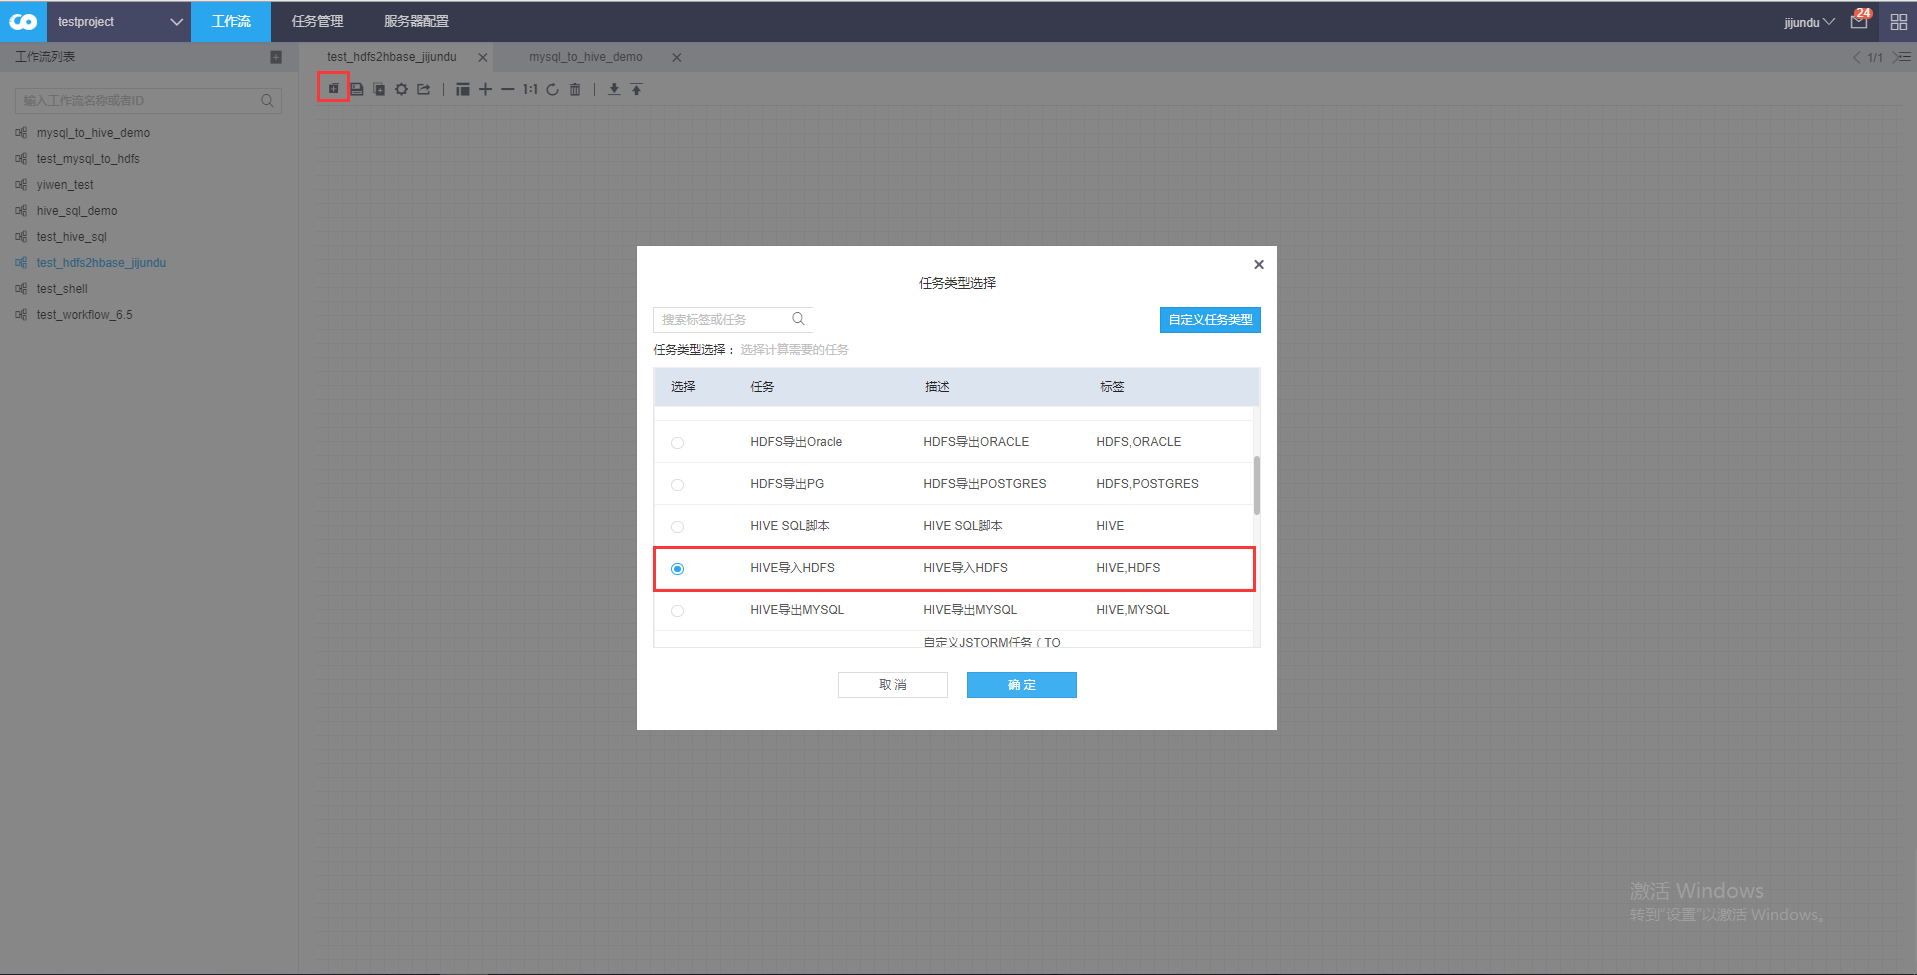 testproject
工作流
任务管理
服务器配置
jijundu
24
工作流列表
test_hdfs2hbase_jijundu
mysql_to_hive_demo
1/1
输入工作流名称或者ID
1:1
mysql_to_hive_demo
test_mysql_to_hdfs
yiwen_test
hive_sql_demo
test_hive_sql
test_hdfs2hbase_jijundu
test_shell
test_workflow_6.5
任务类型选择
搜索标签或任务
自定义任务类型
任务类型选择： 选择计算需要的任务
选择 任务 描述 标签
HDFS导出Oracle HDFS导出ORACLE HDFS,ORACLE
HDFS导出PG HDFS导出POSTGRES HDFS,POSTGRES
HIVE SQL脚本 HIVE SQL脚本 HIVE
HIVE导入HDFS HIVE导入HDFS HIVE,HDFS
HIVE导出MYSQL HIVE导出MYSQL HIVE,MYSQL
自定义JSTORM任务（TO
取消 确定
激活 Windows
转到"设置"以激活 Windows。